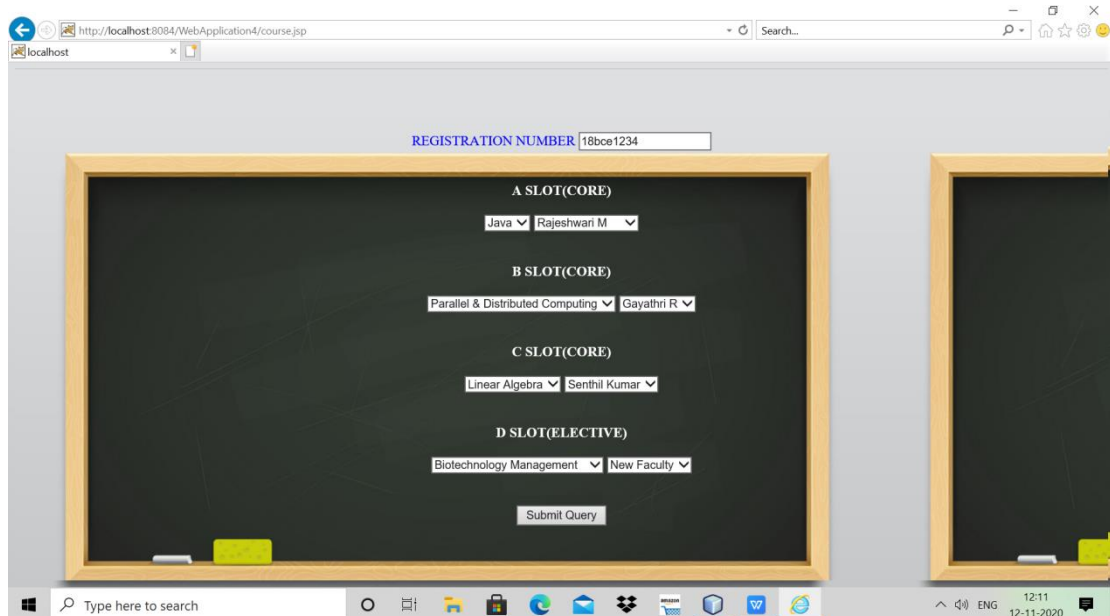 http://localhost:8084/WebApplication4/course.jsp
Search...
localhost
REGISTRATION NUMBER 18bce1234
A SLOT(CORE)
Java Rajeshwari M
B SLOT(CORE)
Parallel & Distributed Computing Gayathri R
C SLOT(CORE)
Linear Algebra Senthil Kumar
D SLOT(ELECTIVE)
Biotechnology Management New Faculty
Submit Query
Type here to search
amazon
W
ENG
12:11
12-11-2020